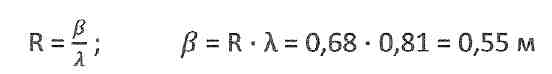 R = β/λ ; β = R · λ = 0,68 · 0,81 = 0,55 м